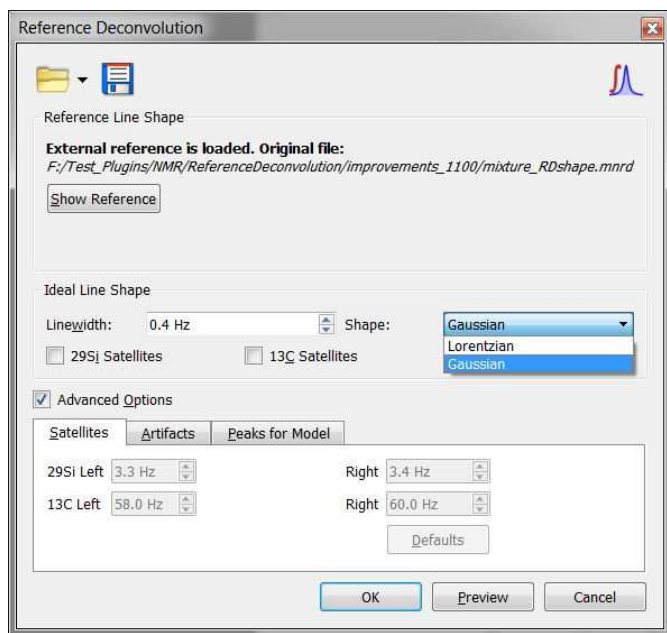 Reference Deconvolution
Reference Line Shape
External reference is loaded. Original file:
F:/Test_Plugins/NMR/ReferenceDeconvolution/improvements_1100/mixture_RDshape.mnrd
Show Reference
Ideal Line Shape
Linewidth: 0.4 Hz Shape: Gaussian
Lorentzian
29Si Satellites 13C Satellites
Gaussian
Advanced Options
Satellites Artifacts Peaks for Model
29Si Left 3.3 Hz Right 3.4 Hz
13C Left 58.0 Hz Right 60.0 Hz
Defaults
OK Preview Cancel